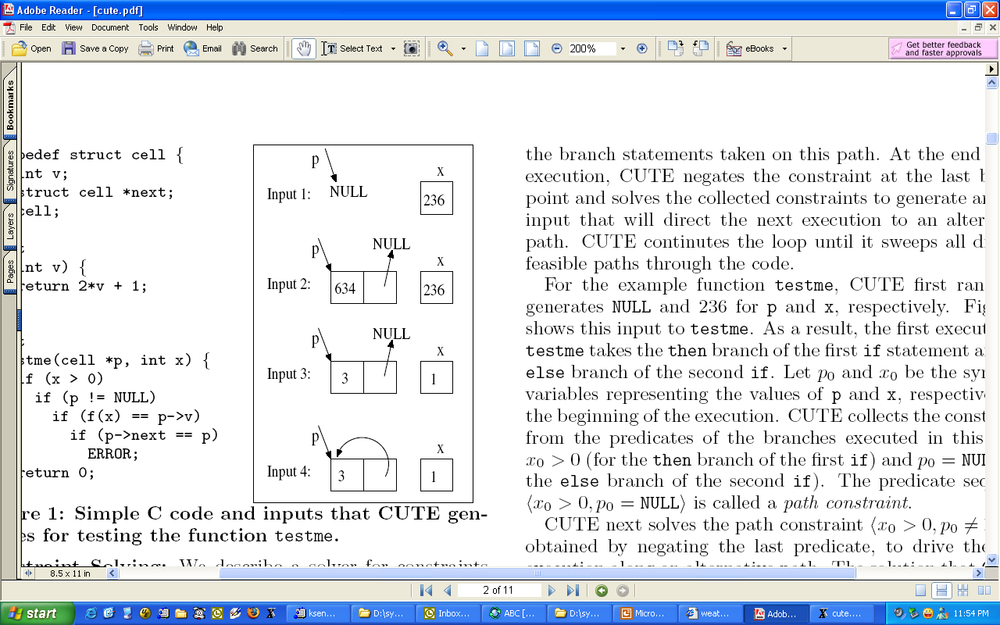 Adobe Reader - [cute.pdf]
File Edit View Document Tools Window Help
Open Save a Copy Print Email Search Select Text 200% eBooks Get better feedback and faster approvals
Bookmarks
Signatures
Layers
Pages
pedef struct cell {
int v;
struct cell *next;
cell;
t
int v) {
return 2*v + 1;
t
stme(cell *p, int x) {
if (x > 0)
if (p != NULL)
if (f(x) == p->v)
if (p->next == p)
ERROR;
return 0;
p
x
Input 1: NULL 236
NULL
p
x
Input 2: 634 236
NULL
p
x
Input 3: 3 1
p
x
Input 4: 3 1
re 1: Simple C code and inputs that CUTE gen-
es for testing the function testme.
straint Solving: We describe a solver for constraints
the branch statements taken on this path. At the end
execution, CUTE negates the constraint at the last b
point and solves the collected constraints to generate an
input that will direct the next execution to an alter
path. CUTE continutes the loop until it sweeps all di
feasible paths through the code.
For the example function testme, CUTE first ran
generates NULL and 236 for p and x, respectively. Fig
shows this input to testme. As a result, the first execut
testme takes the then branch of the first if statement a
else branch of the second if. Let p₀ and x₀ be the sym
variables representing the values of p and x, respectiv
the beginning of the execution. CUTE collects the const
from the predicates of the branches executed in this
x₀ > 0 (for the then branch of the first if) and p₀ = NUL
the else branch of the second if). The predicate seq
⟨x₀ > 0, p₀ = NULL⟩ is called a path constraint.
CUTE next solves the path constraint ⟨x₀ > 0, p₀ ≠
obtained by negating the last predicate, to drive the
execution along an alternative path. The solution that
8.5 x 11 in
2 of 11
start ksen... D:\sy... Inbox... ABC [... D:\sy... Micro... weat... Adob... cute.... 11:54 PM